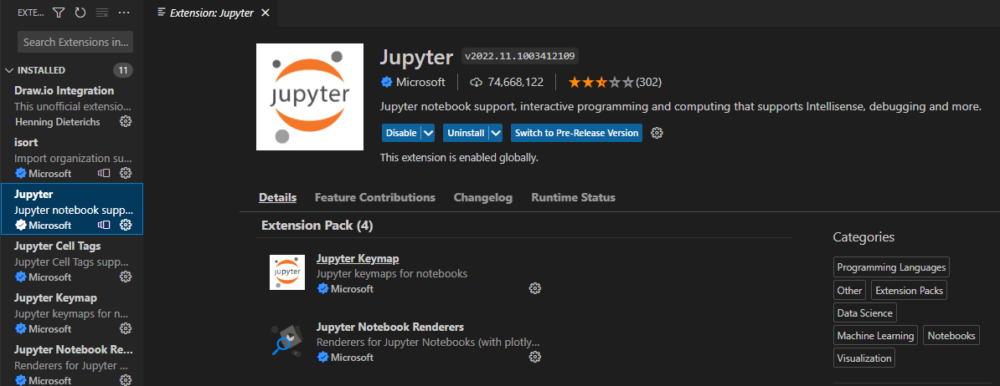 EXTE...
Search Extensions in...
INSTALLED 11
Draw.io Integration
This unofficial extensio...
Henning Dieterichs
isort
Import organization su...
Microsoft
Jupyter
Jupyter notebook supp...
Microsoft
Jupyter Cell Tags
Jupyter Cell Tags supp...
Microsoft
Jupyter Keymap
Jupyter keymaps for n...
Microsoft
Jupyter Notebook Re...
Renderers for Jupyter ...
Microsoft
Extension: Jupyter
jupyter
Jupyter v2022.11.1003412109
Microsoft 74,668,122 (302)
Jupyter notebook support, interactive programming and computing that supports Intellisense, debugging and more.
Disable Uninstall Switch to Pre-Release Version
This extension is enabled globally.
Details Feature Contributions Changelog Runtime Status
Extension Pack (4)
jupyter
Jupyter Keymap
Jupyter keymaps for notebooks
Microsoft
Jupyter Notebook Renderers
Renderers for Jupyter Notebooks (with plotly...
Microsoft
Categories
Programming Languages
Other Extension Packs
Data Science
Machine Learning Notebooks
Visualization